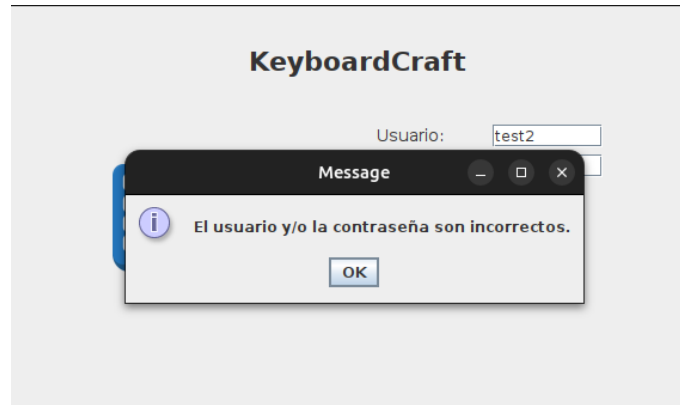 KeyboardCraft
Usuario: test2
Message
El usuario y/o la contraseña son incorrectos.
OK